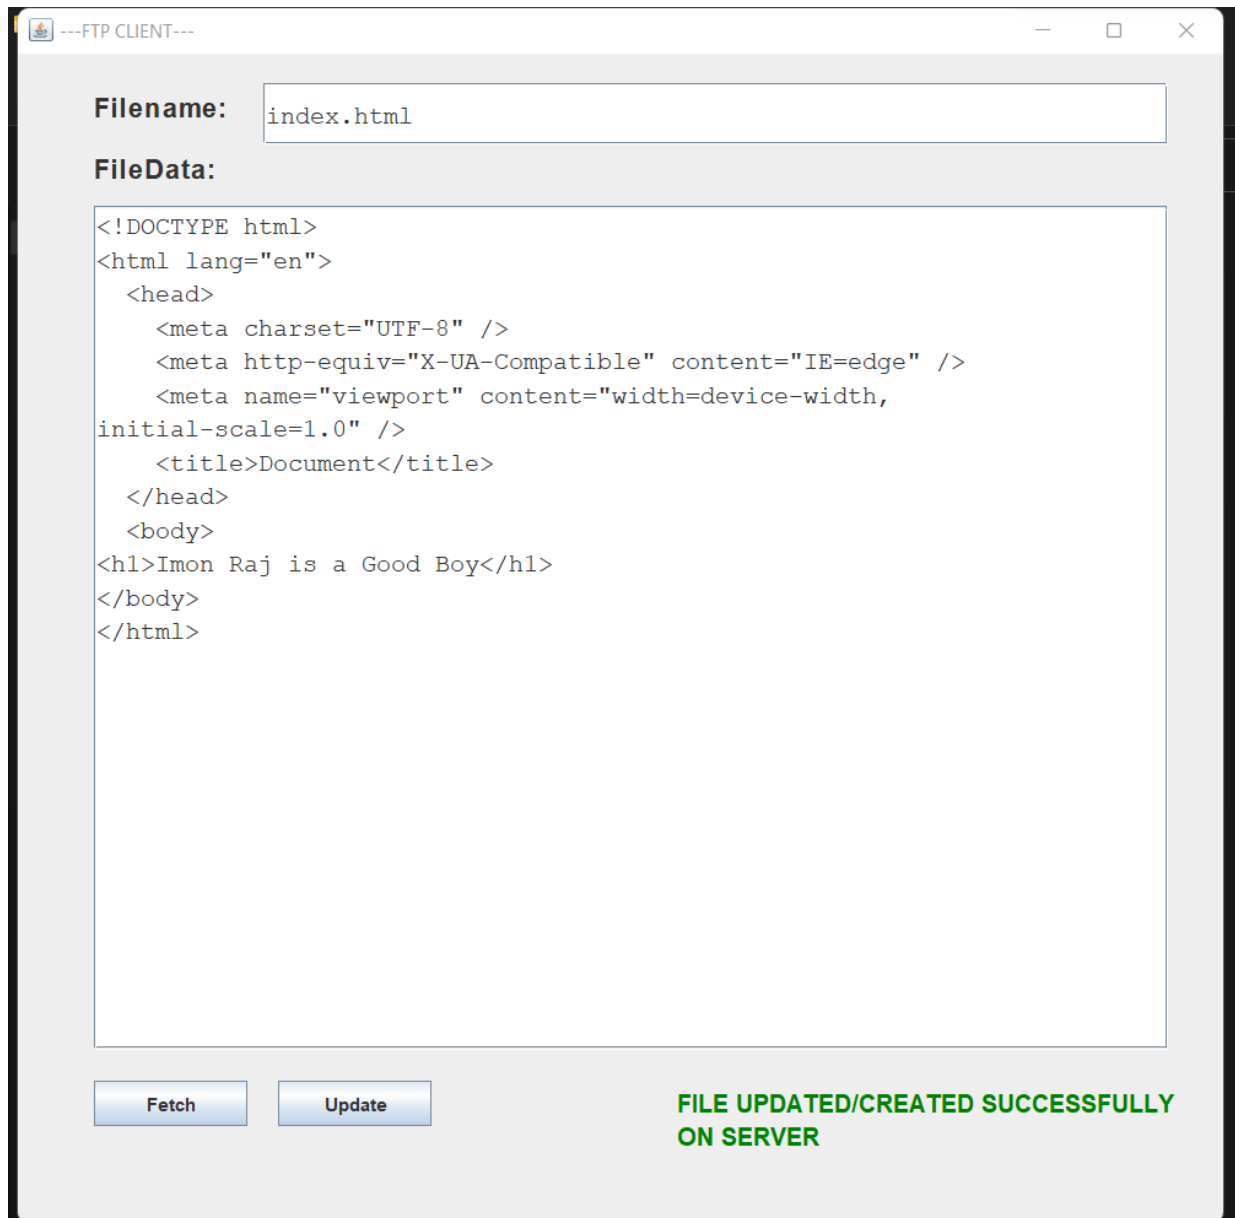 ---FTP CLIENT---
Filename:
index.html
FileData:
<!DOCTYPE html>
<html lang="en">
  <head>
    <meta charset="UTF-8" />
    <meta http-equiv="X-UA-Compatible" content="IE=edge" />
    <meta name="viewport" content="width=device-width,
initial-scale=1.0" />
    <title>Document</title>
  </head>
  <body>
<h1>Imon Raj is a Good Boy</h1>
</body>
</html>
Fetch
Update
FILE UPDATED/CREATED SUCCESSFULLY
ON SERVER